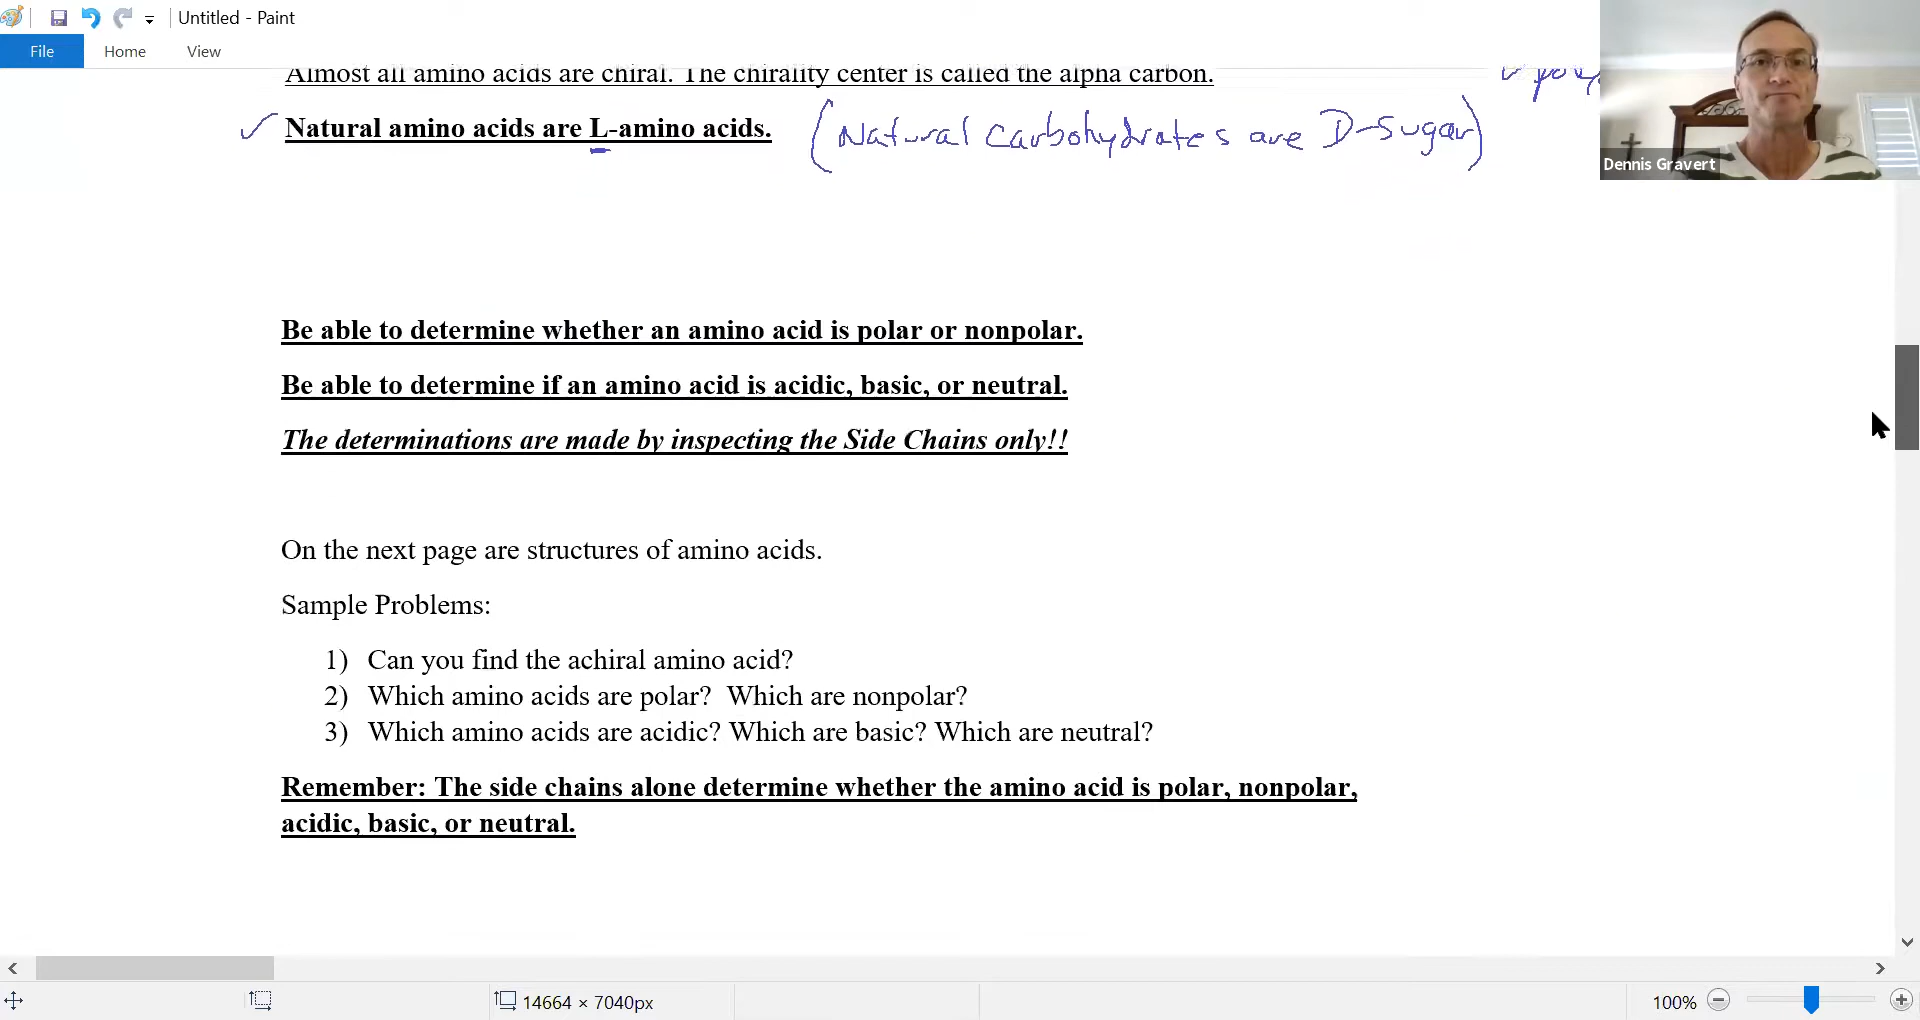 Untitled - Paint
File Home View
Almost all amino acids are chiral. The chirality center is called the alpha carbon.
Natural amino acids are L-amino acids. (Natural Carbohydrates are D-Sugar)
Dennis Gravert
Be able to determine whether an amino acid is polar or nonpolar.
Be able to determine if an amino acid is acidic, basic, or neutral.
The determinations are made by inspecting the Side Chains only!!
On the next page are structures of amino acids.
Sample Problems:
1) Can you find the achiral amino acid?
2) Which amino acids are polar? Which are nonpolar?
3) Which amino acids are acidic? Which are basic? Which are neutral?
Remember: The side chains alone determine whether the amino acid is polar, nonpolar,
acidic, basic, or neutral.
14664 × 7040px
100%